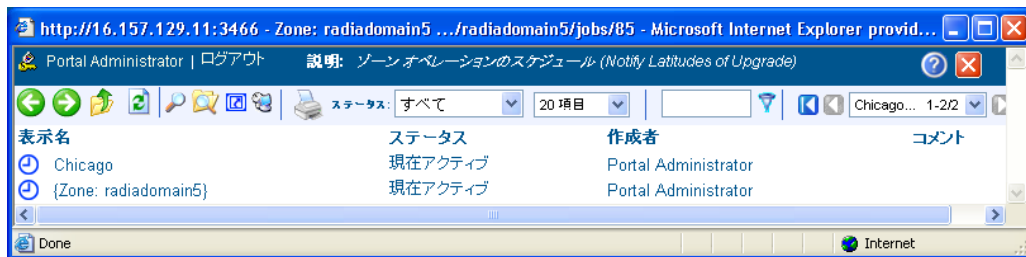 http://16.157.129.11:3466 - Zone: radiadomain5 .../radiadomain5/jobs/85 - Microsoft Internet Explorer provid...
Portal Administrator | ログアウト 説明: ゾーン オペレーションのスケジュール (Notify Latitudes of Upgrade)
ステータス: すべて 20 項目 Chicago... 1-2/2
表示名 ステータス 作成者 コメント
Chicago 現在アクティブ Portal Administrator
{Zone: radiadomain5} 現在アクティブ Portal Administrator
Done Internet